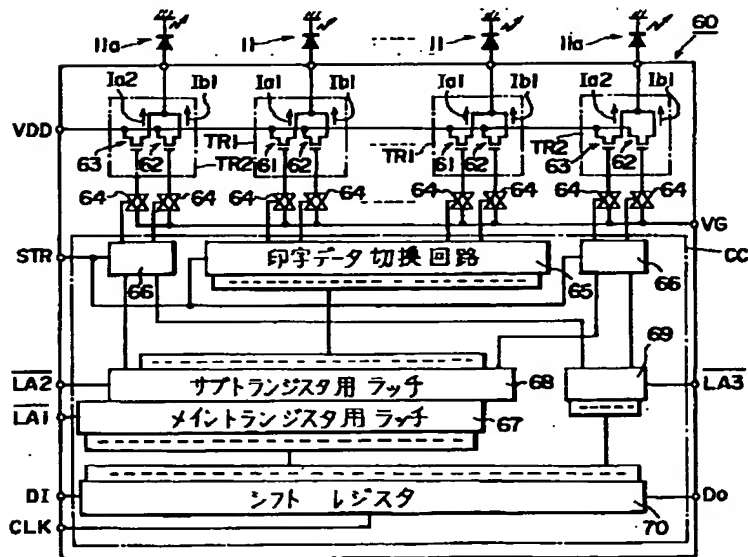 11a 11 11 11a 60
Ia2 Ib1 Ia1 Ib1 Ia1 Ib1 Ia2 Ib1
VDD
63 62 TR1 61 62 TR1 61 62 TR2 63 62
TR2
64 64 64 64 64 64 64 64
VG
STR 66 印字データ切換回路 65 66 CC
69
LA2 サブトランジスタ用 ラッチ 68 LA3
LA1 メイントランジスタ用 ラッチ 67
DI シフト レジスタ 70 Do
CLK